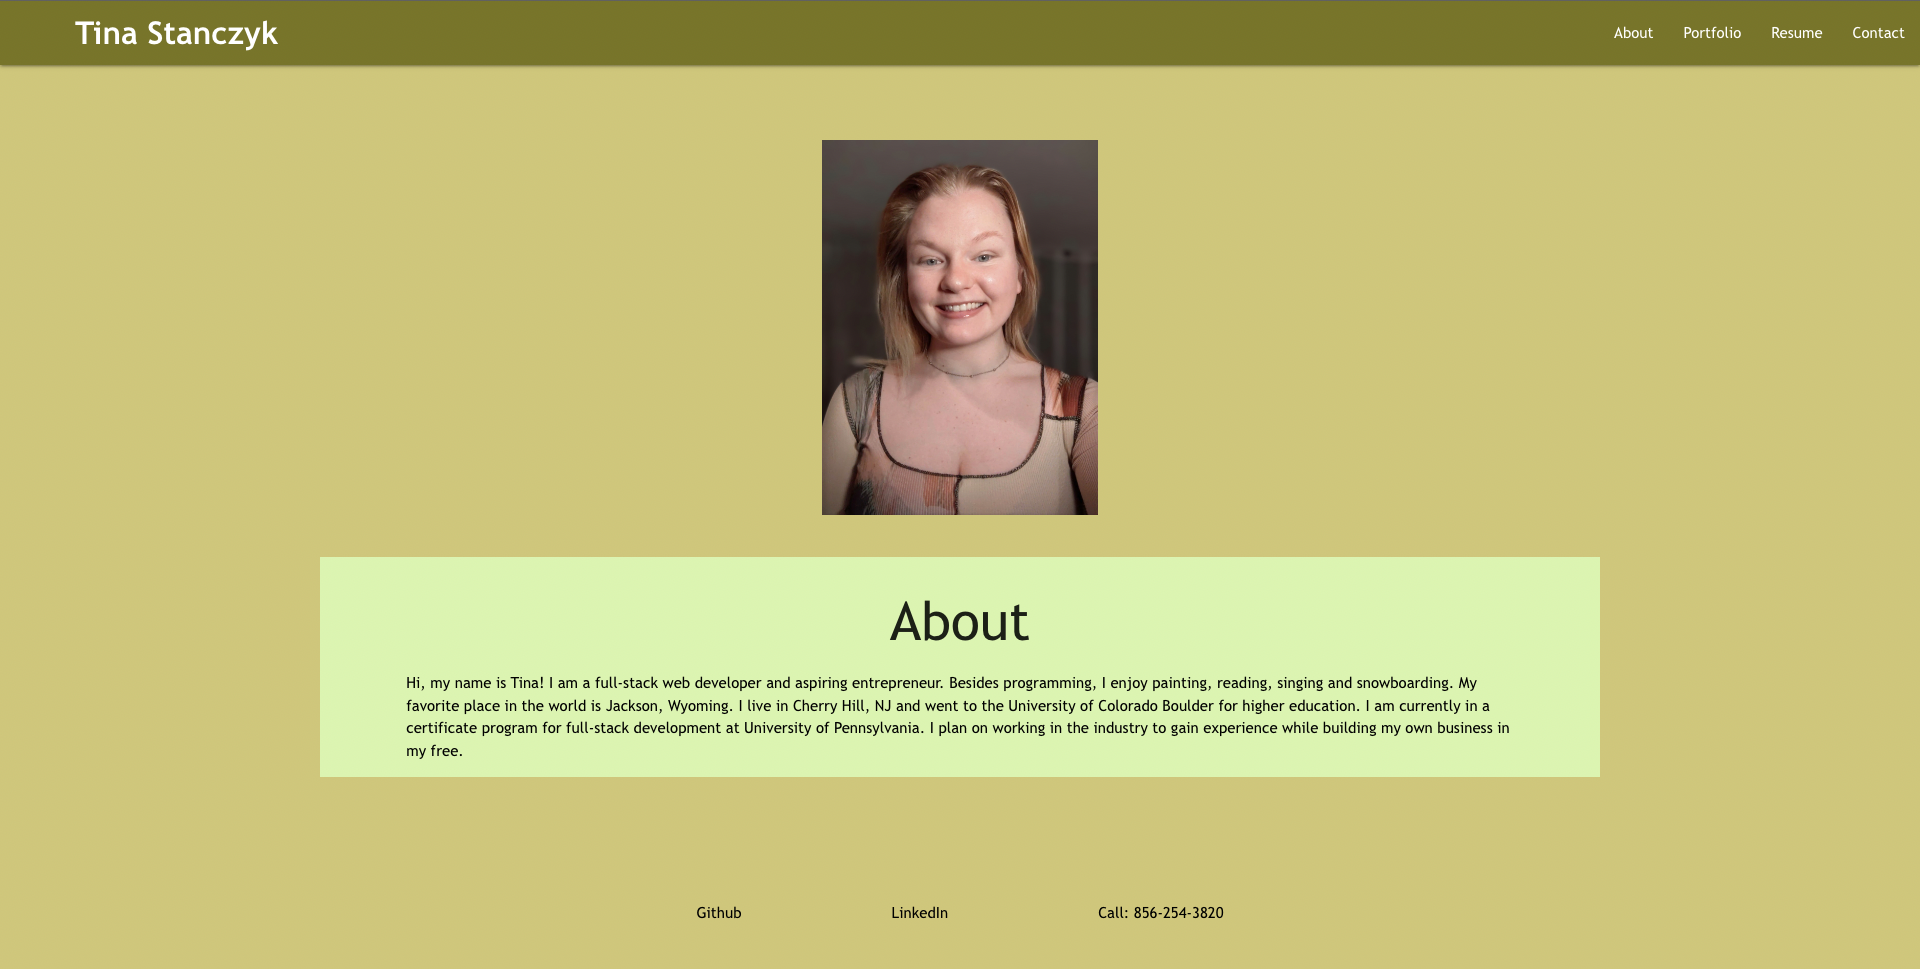 Tina Stanczyk
About Portfolio Resume Contact
About
Hi, my name is Tina! I am a full-stack web developer and aspiring entrepreneur. Besides programming, I enjoy painting, reading, singing and snowboarding. My
favorite place in the world is Jackson, Wyoming. I live in Cherry Hill, NJ and went to the University of Colorado Boulder for higher education. I am currently in a
certificate program for full-stack development at University of Pennsylvania. I plan on working in the industry to gain experience while building my own business in
my free.
Github LinkedIn Call: 856-254-3820